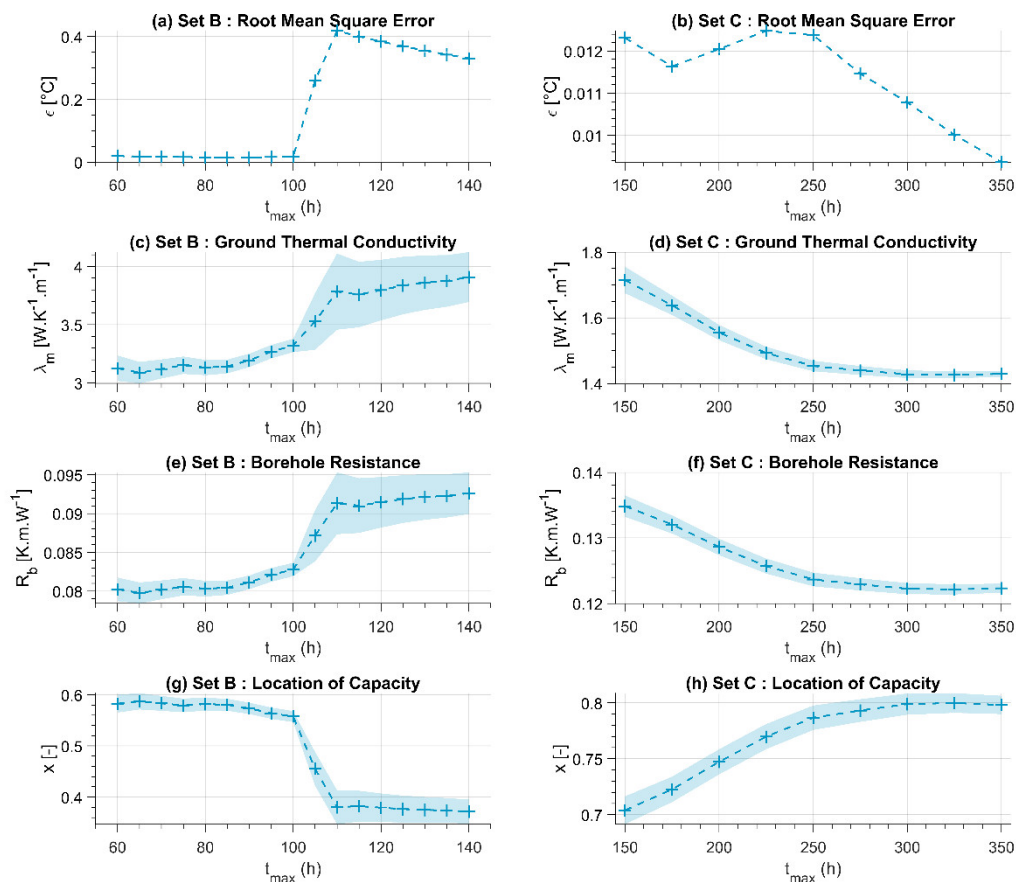 (a) Set B : Root Mean Square Error
ϵ [°C]
0.4
0.2
0
60 80 100 120 140
t_max (h)
(b) Set C : Root Mean Square Error
ϵ [°C]
0.012
0.011
0.01
150 200 250 300 350
t_max (h)
(c) Set B : Ground Thermal Conductivity
λ_m [W.K⁻¹.m⁻¹]
4
3.5
3
60 80 100 120 140
t_max (h)
(d) Set C : Ground Thermal Conductivity
λ_m [W.K⁻¹.m⁻¹]
1.8
1.6
1.4
150 200 250 300 350
t_max (h)
(e) Set B : Borehole Resistance
R_b [K.m.W⁻¹]
0.095
0.09
0.085
0.08
60 80 100 120 140
t_max (h)
(f) Set C : Borehole Resistance
R_b [K.m.W⁻¹]
0.14
0.13
0.12
150 200 250 300 350
t_max (h)
(g) Set B : Location of Capacity
x [-]
0.6
0.5
0.4
60 80 100 120 140
t_max (h)
(h) Set C : Location of Capacity
x [-]
0.8
0.75
0.7
150 200 250 300 350
t_max (h)